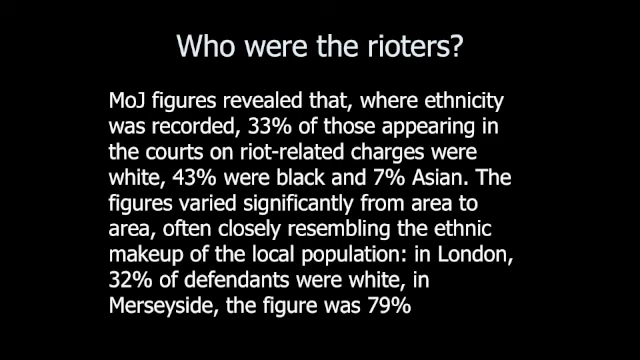 Who were the rioters?
MoJ figures revealed that, where ethnicity
was recorded, 33% of those appearing in
the courts on riot-related charges were
white, 43% were black and 7% Asian. The
figures varied significantly from area to
area, often closely resembling the ethnic
makeup of the local population: in London,
32% of defendants were white, in
Merseyside, the figure was 79%